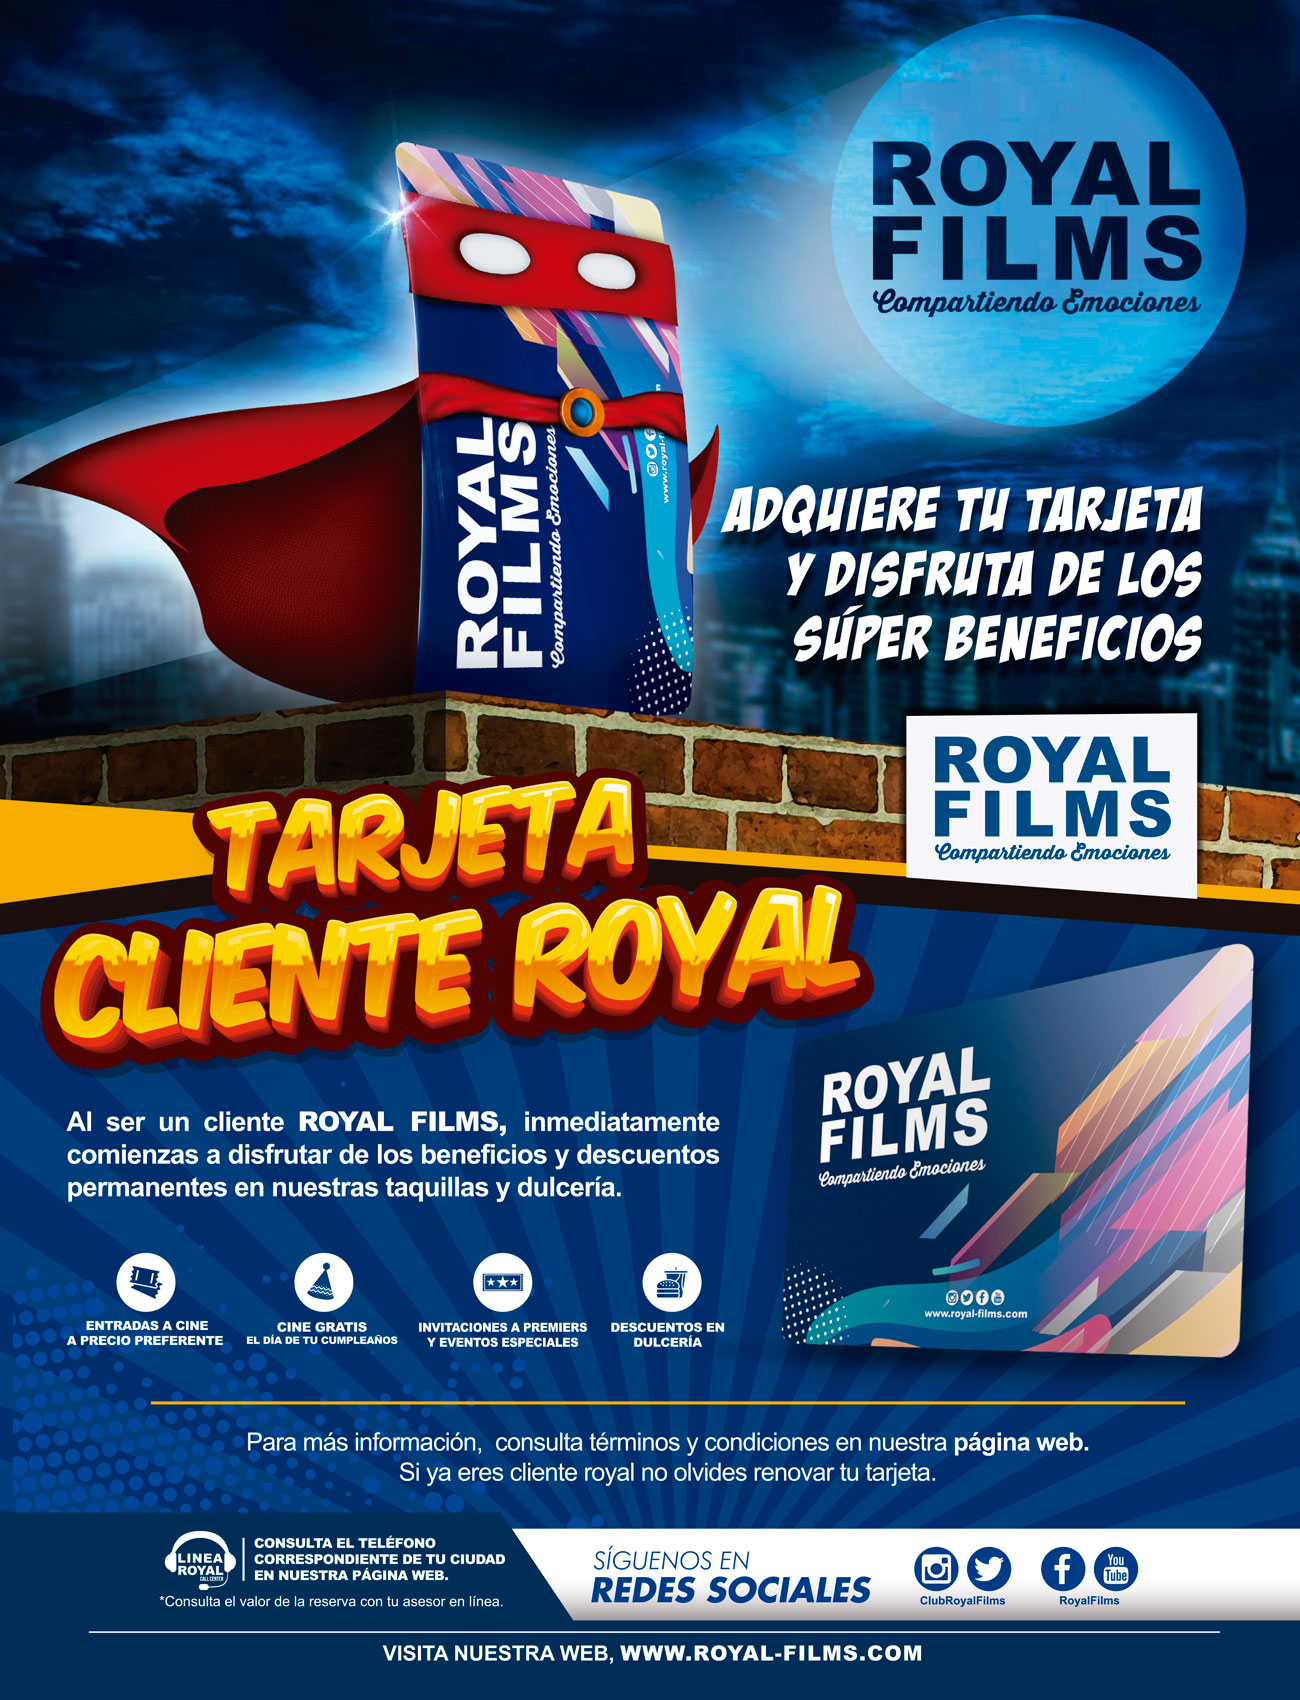 ROYAL
FILMS
Compartiendo Emociones
ROYAL
FILMS
Compartiendo Emociones
ADQUIERE TU TARJETA
Y DISFRUTA DE LOS
SÚPER BENEFICIOS
ROYAL
FILMS
Compartiendo Emociones
TARJETA
CLIENTE ROYAL
Al ser un cliente ROYAL FILMS, inmediatamente
comienzas a disfrutar de los beneficios y descuentos
permanentes en nuestras taquillas y dulcería.
ROYAL
FILMS
Compartiendo Emociones
www.royal-films.com
ENTRADAS A CINE
A PRECIO PREFERENTE
CINE GRATIS
EL DÍA DE TU CUMPLEAÑOS
INVITACIONES A PREMIERS
Y EVENTOS ESPECIALES
DESCUENTOS EN
DULCERÍA
Para más información, consulta términos y condiciones en nuestra página web.
Si ya eres cliente royal no olvides renovar tu tarjeta.
LINEA
ROYAL
CALL CENTER
CONSULTA EL TELÉFONO
CORRESPONDIENTE DE TU CIUDAD
EN NUESTRA PÁGINA WEB.
*Consulta el valor de la reserva con tu asesor en línea.
SÍGUENOS EN
REDES SOCIALES
ClubRoyalFilms
You
Tube
RoyalFilms
VISITA NUESTRA WEB, WWW.ROYAL-FILMS.COM